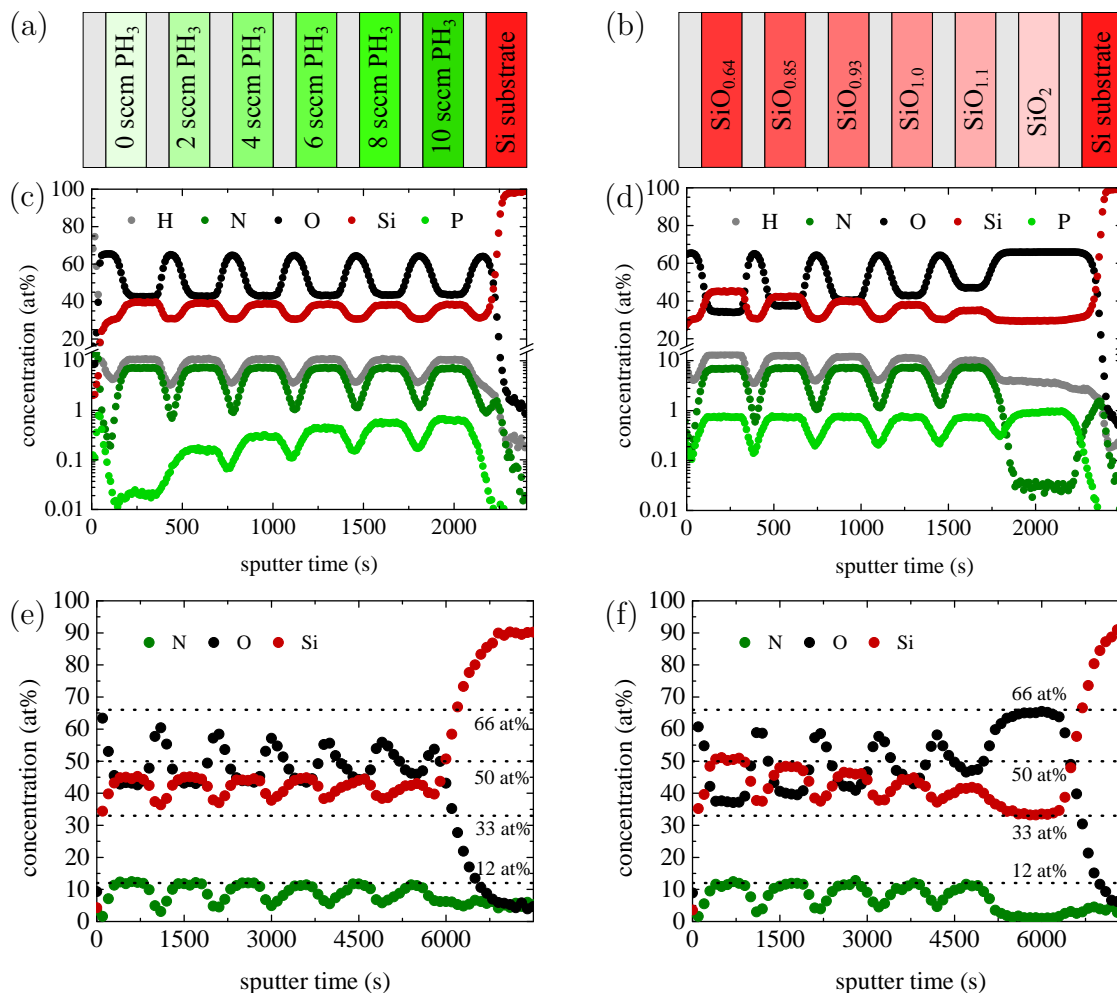 (a)
0 sccm PH₃
2 sccm PH₃
4 sccm PH₃
6 sccm PH₃
8 sccm PH₃
10 sccm PH₃
Si substrate
(b)
SiO₀.₆₄
SiO₀.₈₅
SiO₀.₉₃
SiO₁.₀
SiO₁.₁
SiO₂
Si substrate
(c)
H N O Si P
concentration (at%)
100
80
60
40
20
10
1
0.1
0.01
0 500 1000 1500 2000
sputter time (s)
(d)
H N O Si P
concentration (at%)
100
80
60
40
20
10
1
0.1
0.01
0 500 1000 1500 2000
sputter time (s)
(e)
N O Si
concentration (at%)
100
90
80
70
60
50
40
30
20
10
0
66 at%
50 at%
33 at%
12 at%
0 1500 3000 4500 6000
sputter time (s)
(f)
N O Si
concentration (at%)
100
90
80
70
60
50
40
30
20
10
0
66 at%
50 at%
33 at%
12 at%
0 1500 3000 4500 6000
sputter time (s)